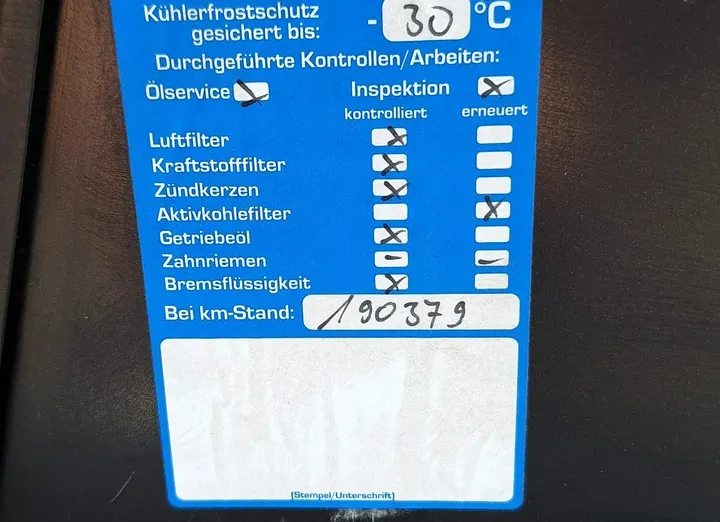 Kühlerfrostschutz
gesichert bis: - 30 °C
Durchgeführte Kontrollen/Arbeiten:
Ölservice Inspektion
kontrolliert erneuert
Luftfilter
Kraftstofffilter
Zündkerzen
Aktivkohlefilter
Getriebeöl
Zahnriemen
Bremsflüssigkeit
Bei km-Stand: 190379
(Stempel/Unterschrift)